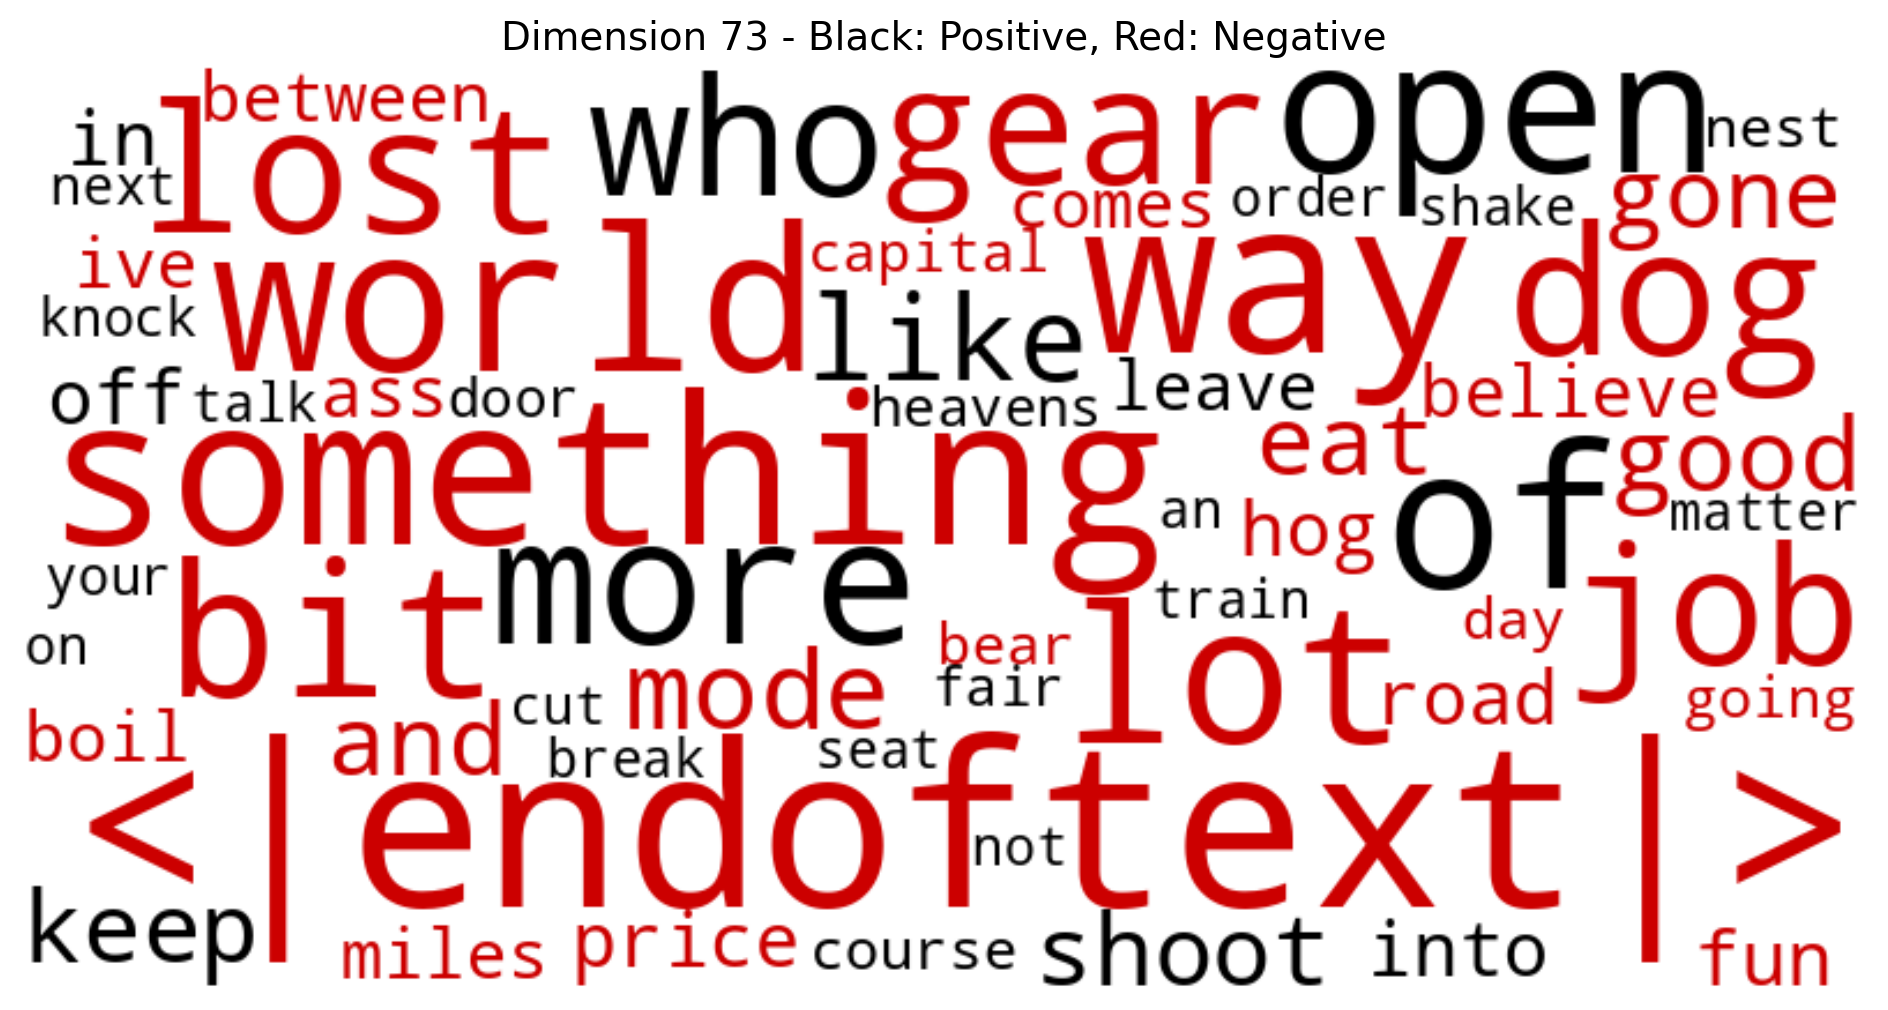 Dimension 73 - Black: Positive, Red: Negative
between who gear open
in lost nest
next comes order shake gone
ive world capital way dog
knock like
off talk ass door heavens leave believe
something eat good
an hog of matter
your bit more train job
on bear lot day
cut mode fair road going
boil and break seat
<|endoftext|>
not
keep miles price course shoot into fun